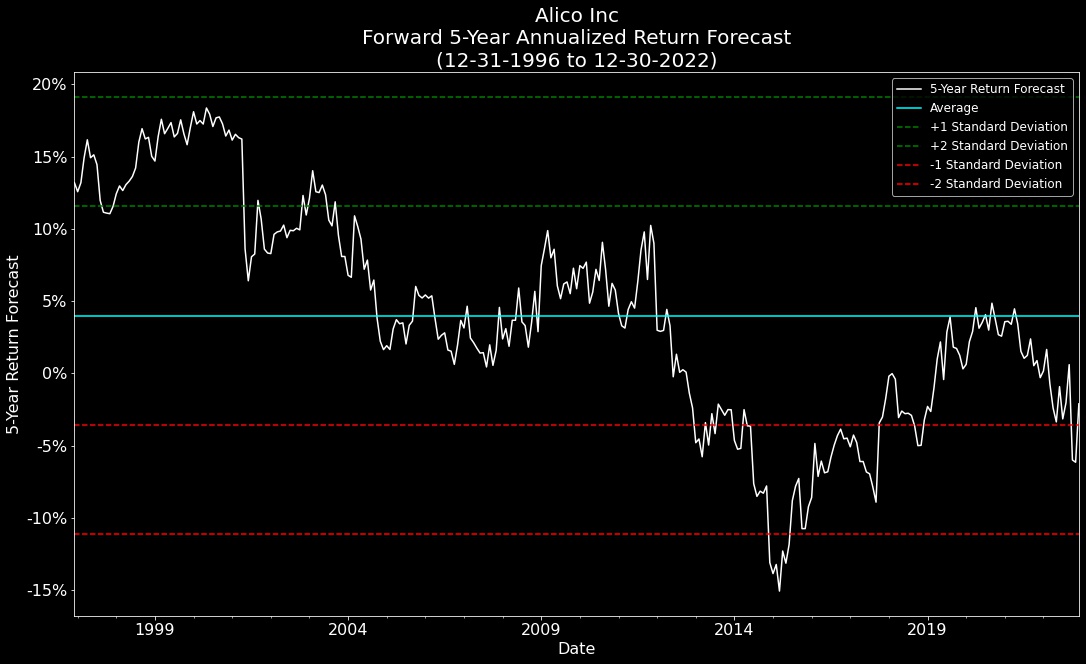 Alico Inc
Forward 5-Year Annualized Return Forecast
(12-31-1996 to 12-30-2022)
5-Year Return Forecast
20%
15%
10%
5%
0%
-5%
-10%
-15%
5-Year Return Forecast
Average
+1 Standard Deviation
+2 Standard Deviation
-1 Standard Deviation
-2 Standard Deviation
1999
2004
2009
2014
2019
Date